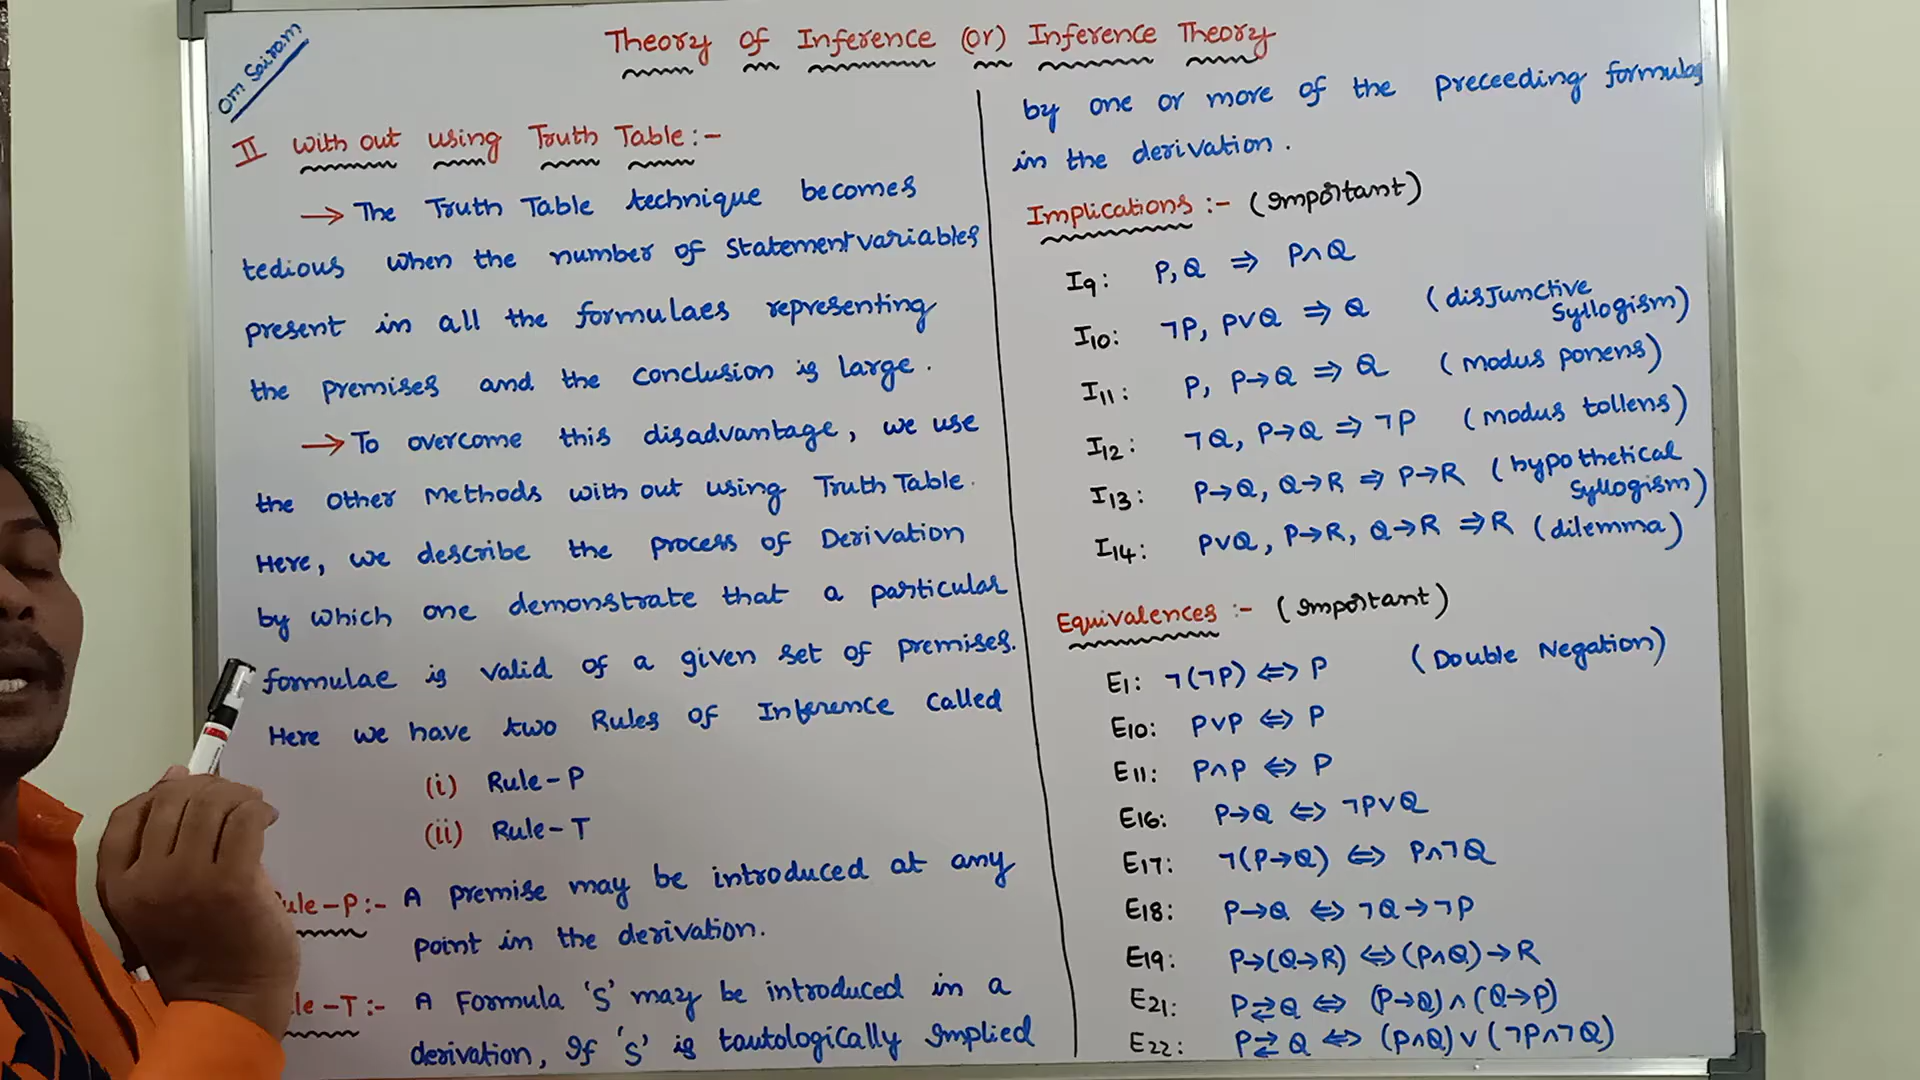 Om Sairam
Theory of Inference (or) Inference Theory
II with out using Truth Table:-
→ The Truth Table technique becomes
tedious when the number of statement variables
present in all the formulaes representing
the premises and the conclusion is large.
→ To overcome this disadvantage, we use
the other methods with out using Truth Table.
Here, we describe the process of Derivation
by which one demonstrate that a particular
formulae is valid of a given set of premises.
Here we have two Rules of Inference called
(i) Rule-P
(ii) Rule-T
ule-P:- A premise may be introduced at any
point in the derivation.
le-T:- A Formula 'S' may be introduced in a
derivation, If 'S' is tautologically Implied
by one or more of the preceeding formulas
in the derivation.
Implications :- (Important)
I9: P, Q ⇒ P∧Q
I10: ¬P, P∨Q ⇒ Q (disJunctive
Syllogism)
I11: P, P→Q ⇒ Q (modus ponens)
I12: ¬Q, P→Q ⇒ ¬P (modus tollens)
I13: P→Q, Q→R ⇒ P→R (hypothetical
Syllogism)
I14: P∨Q, P→R, Q→R ⇒ R (dilemma)
Equivalences :- (Important)
E1: ¬(¬P) ⇔ P (Double Negation)
E10: P∨P ⇔ P
E11: P∧P ⇔ P
E16: P→Q ⇔ ¬P∨Q
E17: ¬(P→Q) ⇔ P∧¬Q
E18: P→Q ⇔ ¬Q→¬P
E19: P→(Q→R) ⇔ (P∧Q)→R
E21: P⇄Q ⇔ (P→Q)∧(Q→P)
E22: P⇄Q ⇔ (P∧Q)∨(¬P∧¬Q)